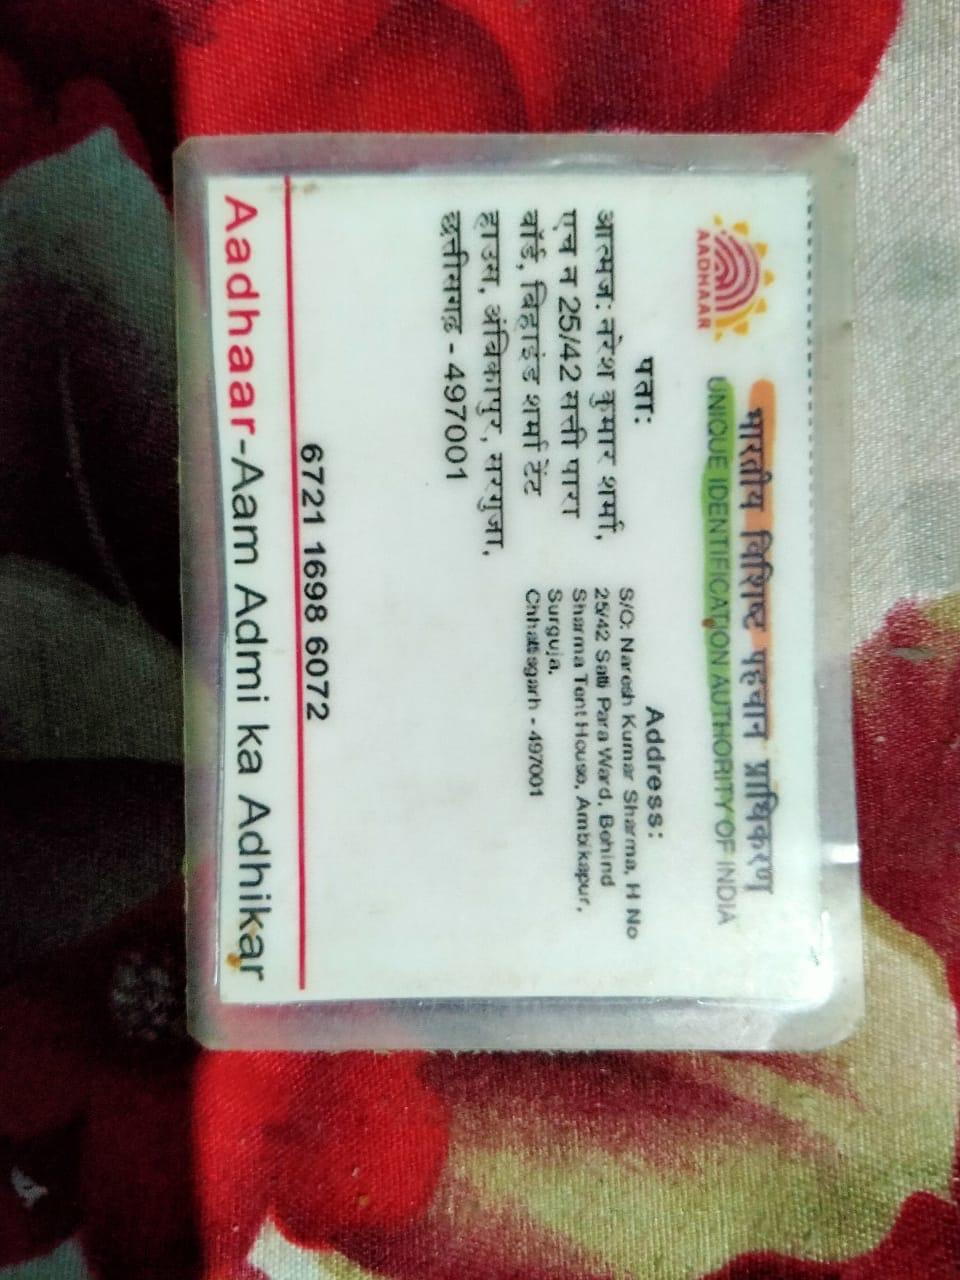 भारतीय विशिष्ट पहचान प्राधिकरण
UNIQUE IDENTIFICATION AUTHORITY OF INDIA
AADHAAR
पता:
आत्मज: नरेश कुमार शर्मा,
एच न 25/42 सत्ती पारा
वॉर्ड, बिहाइंड शर्मा टेंट
हाउस, अंबिकापुर, सरगुजा,
छत्तीसगढ़ - 497001
Address:
S/O: Naresh Kumar Sharma, H No
25/42 Satti Para Ward, Behind
Sharma Tent House, Ambikapur,
Surguja,
Chhattisgarh - 497001
6721 1698 6072
Aadhaar-Aam Admi ka Adhikar